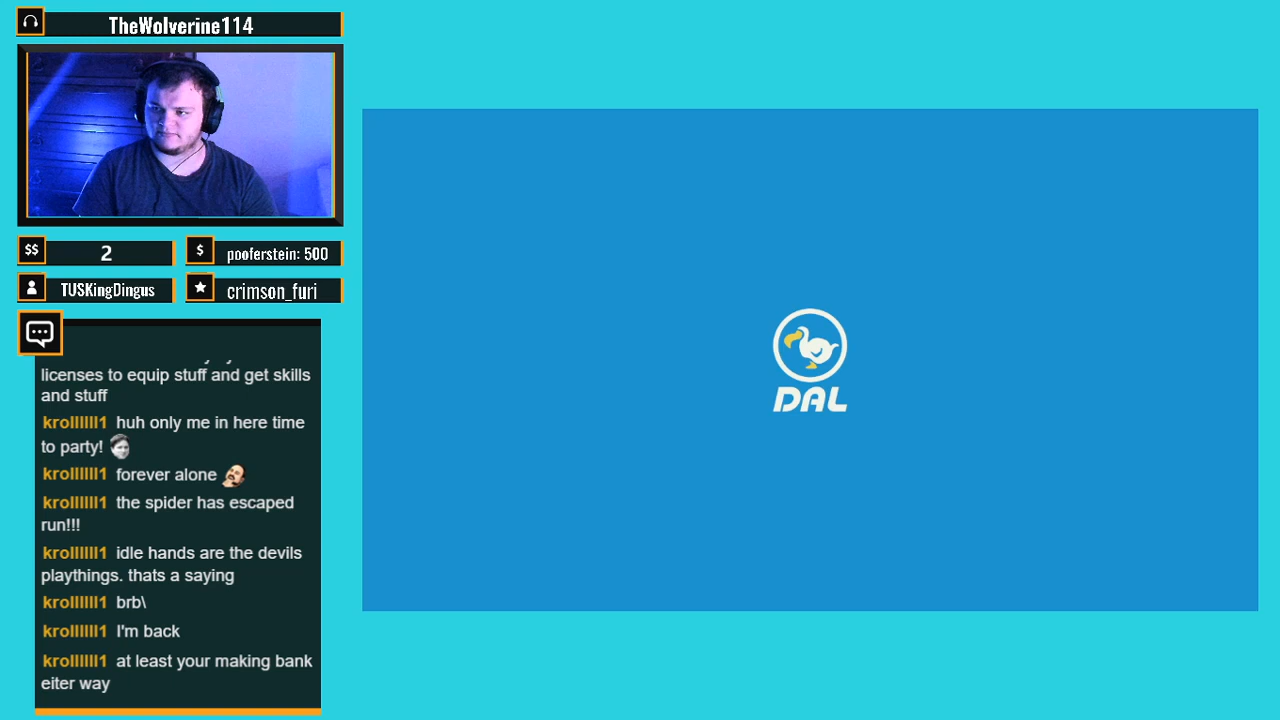 TheWolverine114
$$ 2
$ pooferstein: 500
TUSKingDingus
crimson_furi
licenses to equip stuff and get skills
and stuff
krollllll1 huh only me in here time
to party!
krollllll1 forever alone
krollllll1 the spider has escaped
run!!!
krollllll1 idle hands are the devils
playthings. thats a saying
krollllll1 brb\
krollllll1 I'm back
krollllll1 at least your making bank
eiter way
DAL